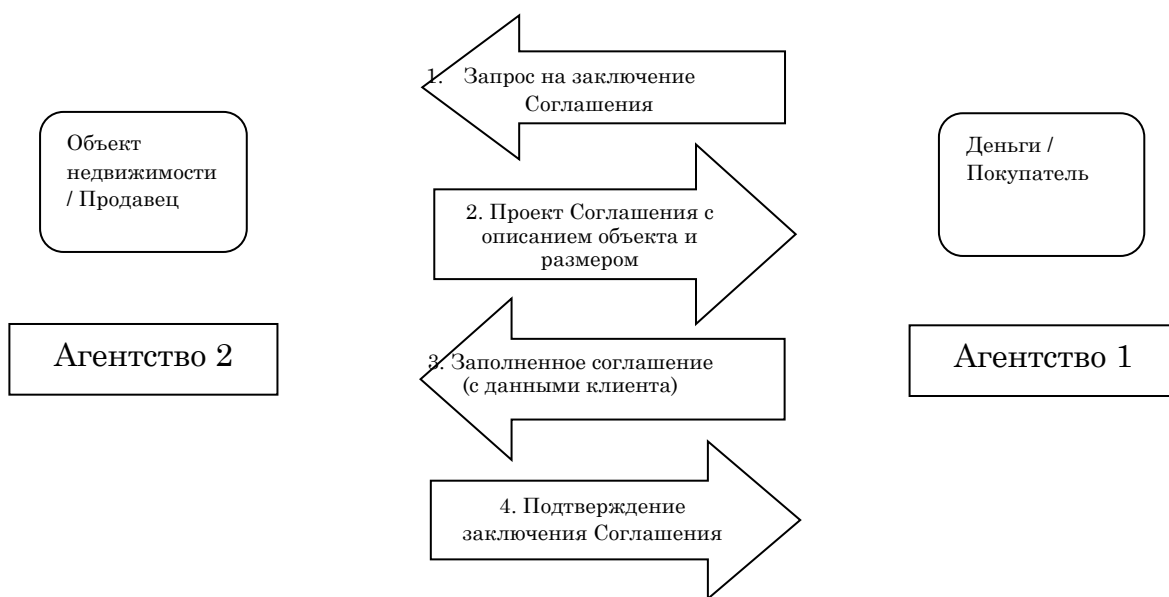 1. Запрос на заключение
Соглашения
Объект
недвижимости
/ Продавец
Деньги /
Покупатель
2. Проект Соглашения с
описанием объекта и
размером
Агентство 2
3. Заполненное соглашение
(с данными клиента)
Агентство 1
4. Подтверждение
заключения Соглашения